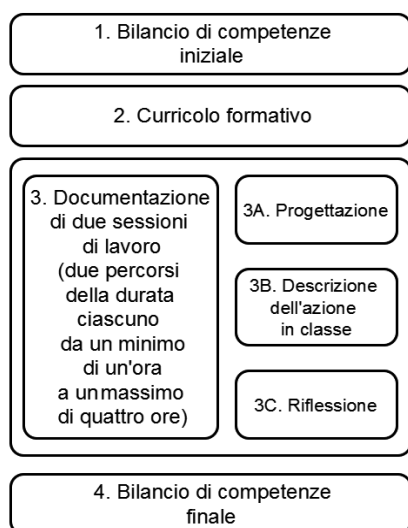 1. Bilancio di competenze
iniziale
2. Curricolo formativo
3. Documentazione
di due sessioni
di lavoro
(due percorsi
della durata
ciascuno
da un minimo
di un'ora
a un massimo
di quattro ore)
3A. Progettazione
3B. Descrizione
dell'azione
in classe
3C. Riflessione
4. Bilancio di competenze
finale